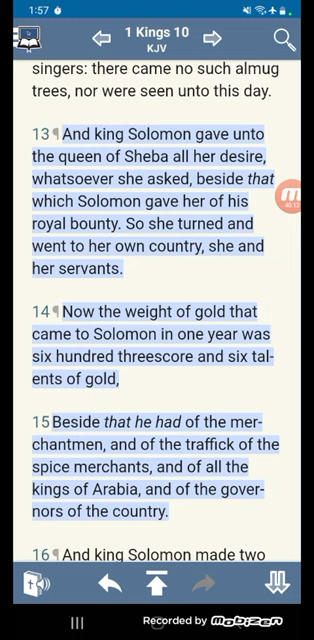 1:57
1 Kings 10
KJV
singers: there came no such almug
trees, nor were seen unto this day.
13 ¶ And king Solomon gave unto
the queen of Sheba all her desire,
whatsoever she asked, beside that
which Solomon gave her of his
royal bounty. So she turned and
went to her own country, she and
her servants.
14 ¶ Now the weight of gold that
came to Solomon in one year was
six hundred threescore and six tal-
ents of gold,
15 Beside that he had of the mer-
chantmen, and of the traffick of the
spice merchants, and of all the
kings of Arabia, and of the gover-
nors of the country.
16 ¶ And king Solomon made two
Recorded by mobizen